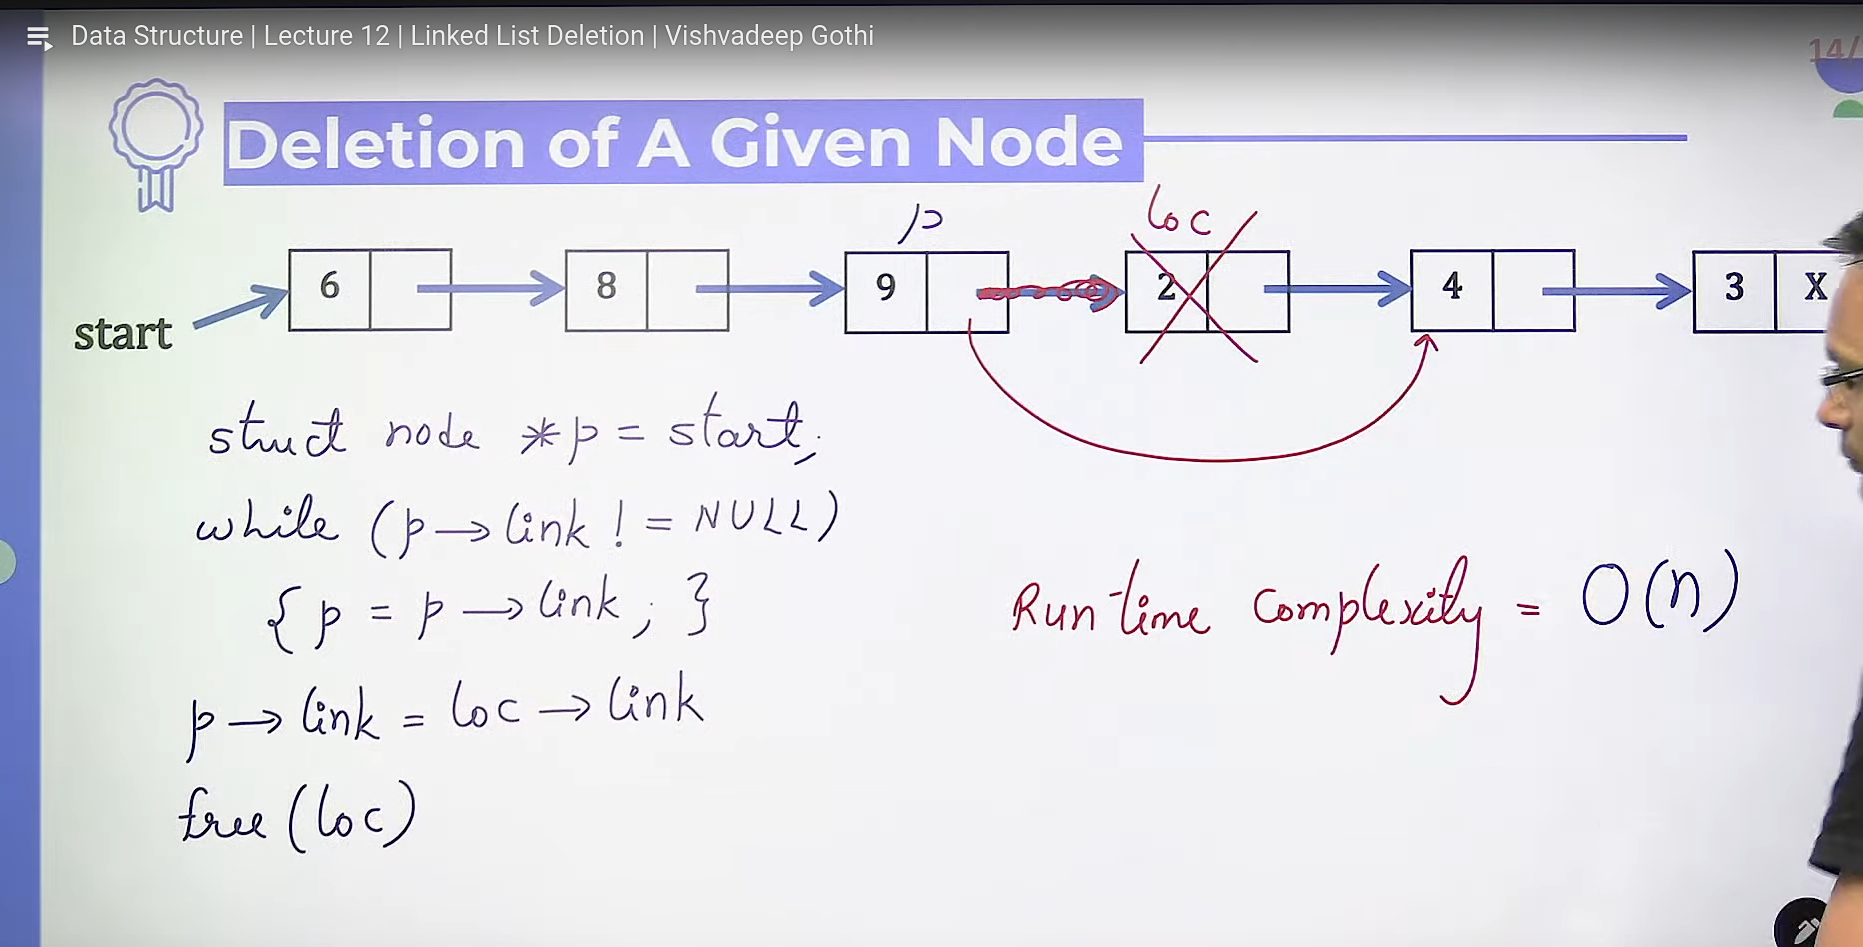 Data Structure | Lecture 12 | Linked List Deletion | Vishvadeep Gothi
14/
Deletion of A Given Node
p loc
6 8 9 2 4 3 X
start
struct node *p = start;
while (p→link != NULL)
{ p = p→link; }
Run time complexity = O(n)
p→link = loc→link
free(loc)